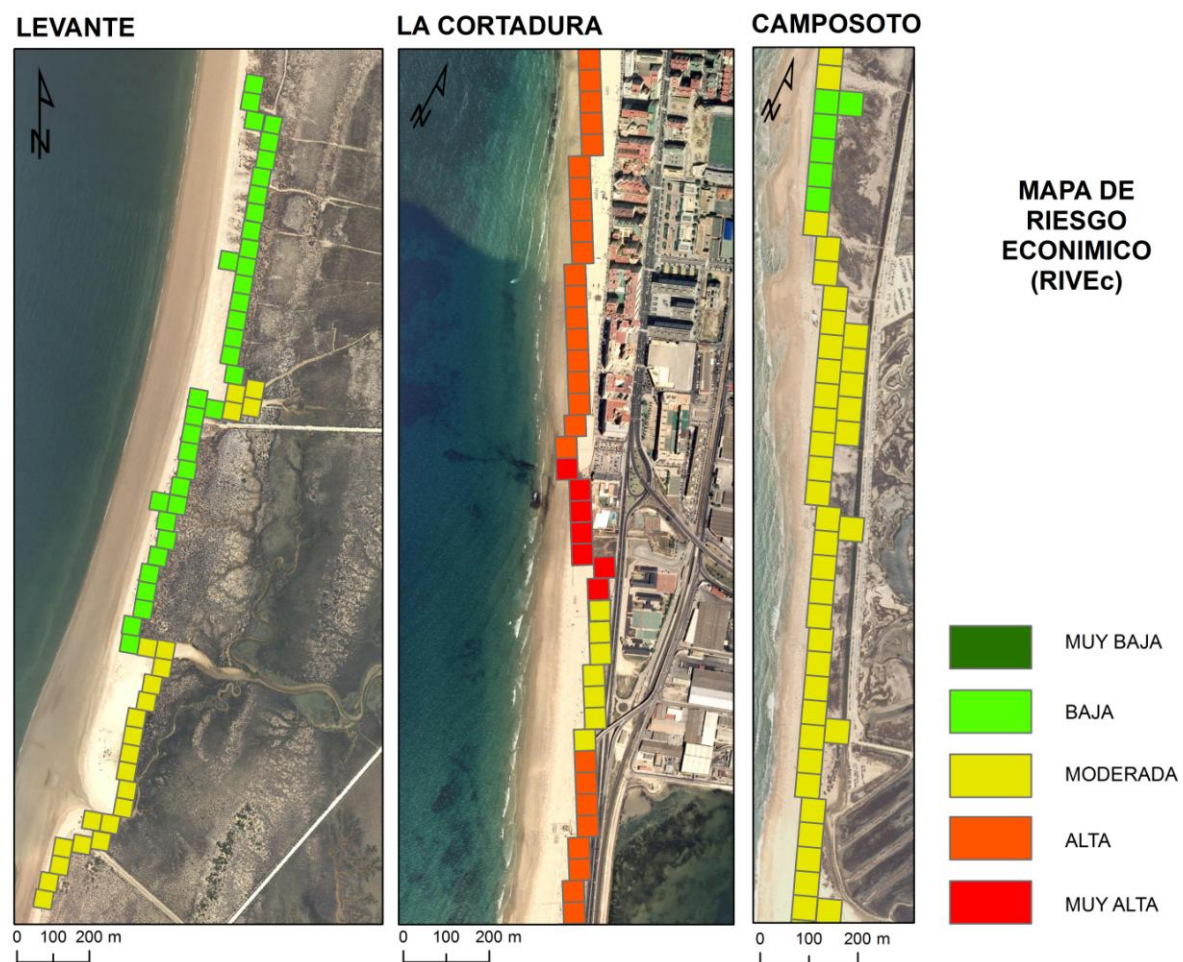 LEVANTE
LA CORTADURA
CAMPOSOTO
N
N
N
MAPA DE
RIESGO
ECONIMICO
(RIVEc)
MUY BAJA
BAJA
MODERADA
ALTA
MUY ALTA
0 100 200 m
0 100 200 m
0 100 200 m